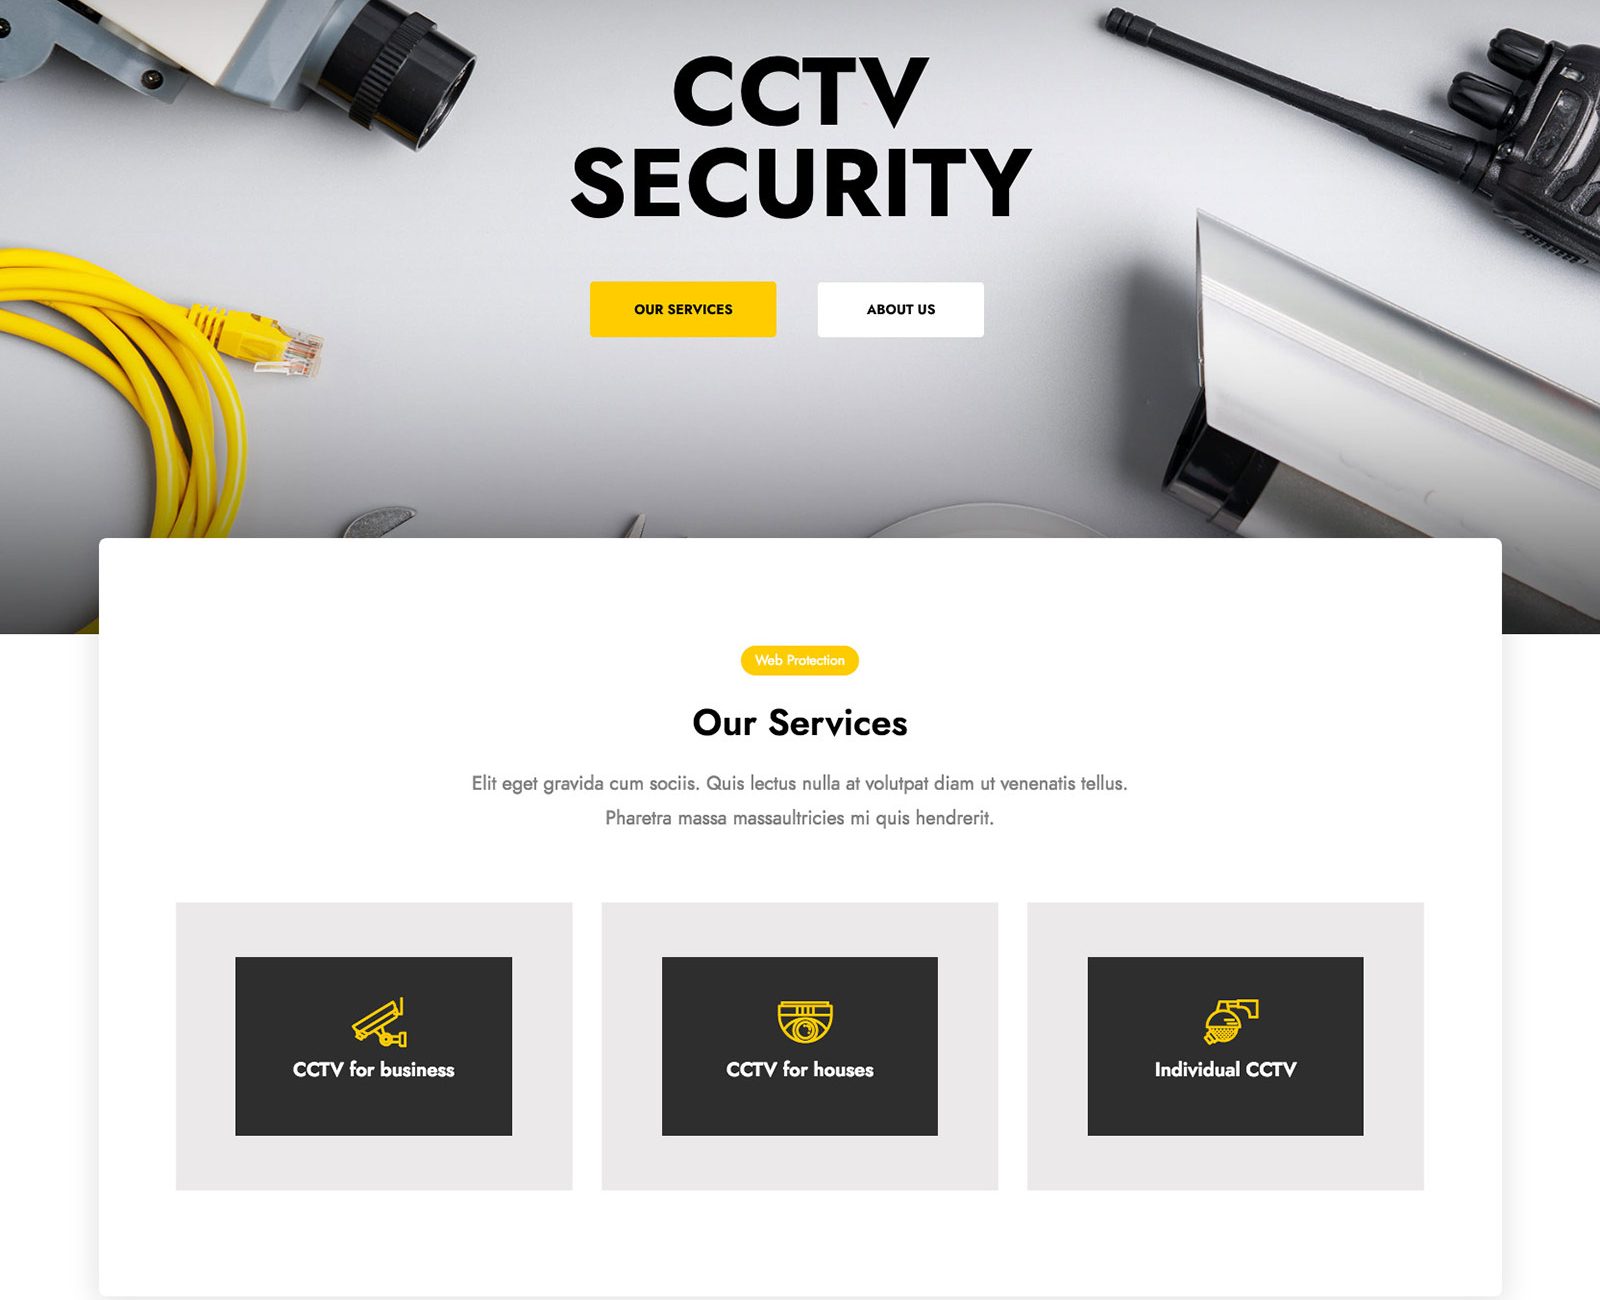 CCTV
SECURITY
OUR SERVICES
ABOUT US
Web Protection
Our Services
Elit eget gravida cum sociis. Quis lectus nulla at volutpat diam ut venenatis tellus.
Pharetra massa massaultricies mi quis hendrerit.
CCTV for business
CCTV for houses
Individual CCTV